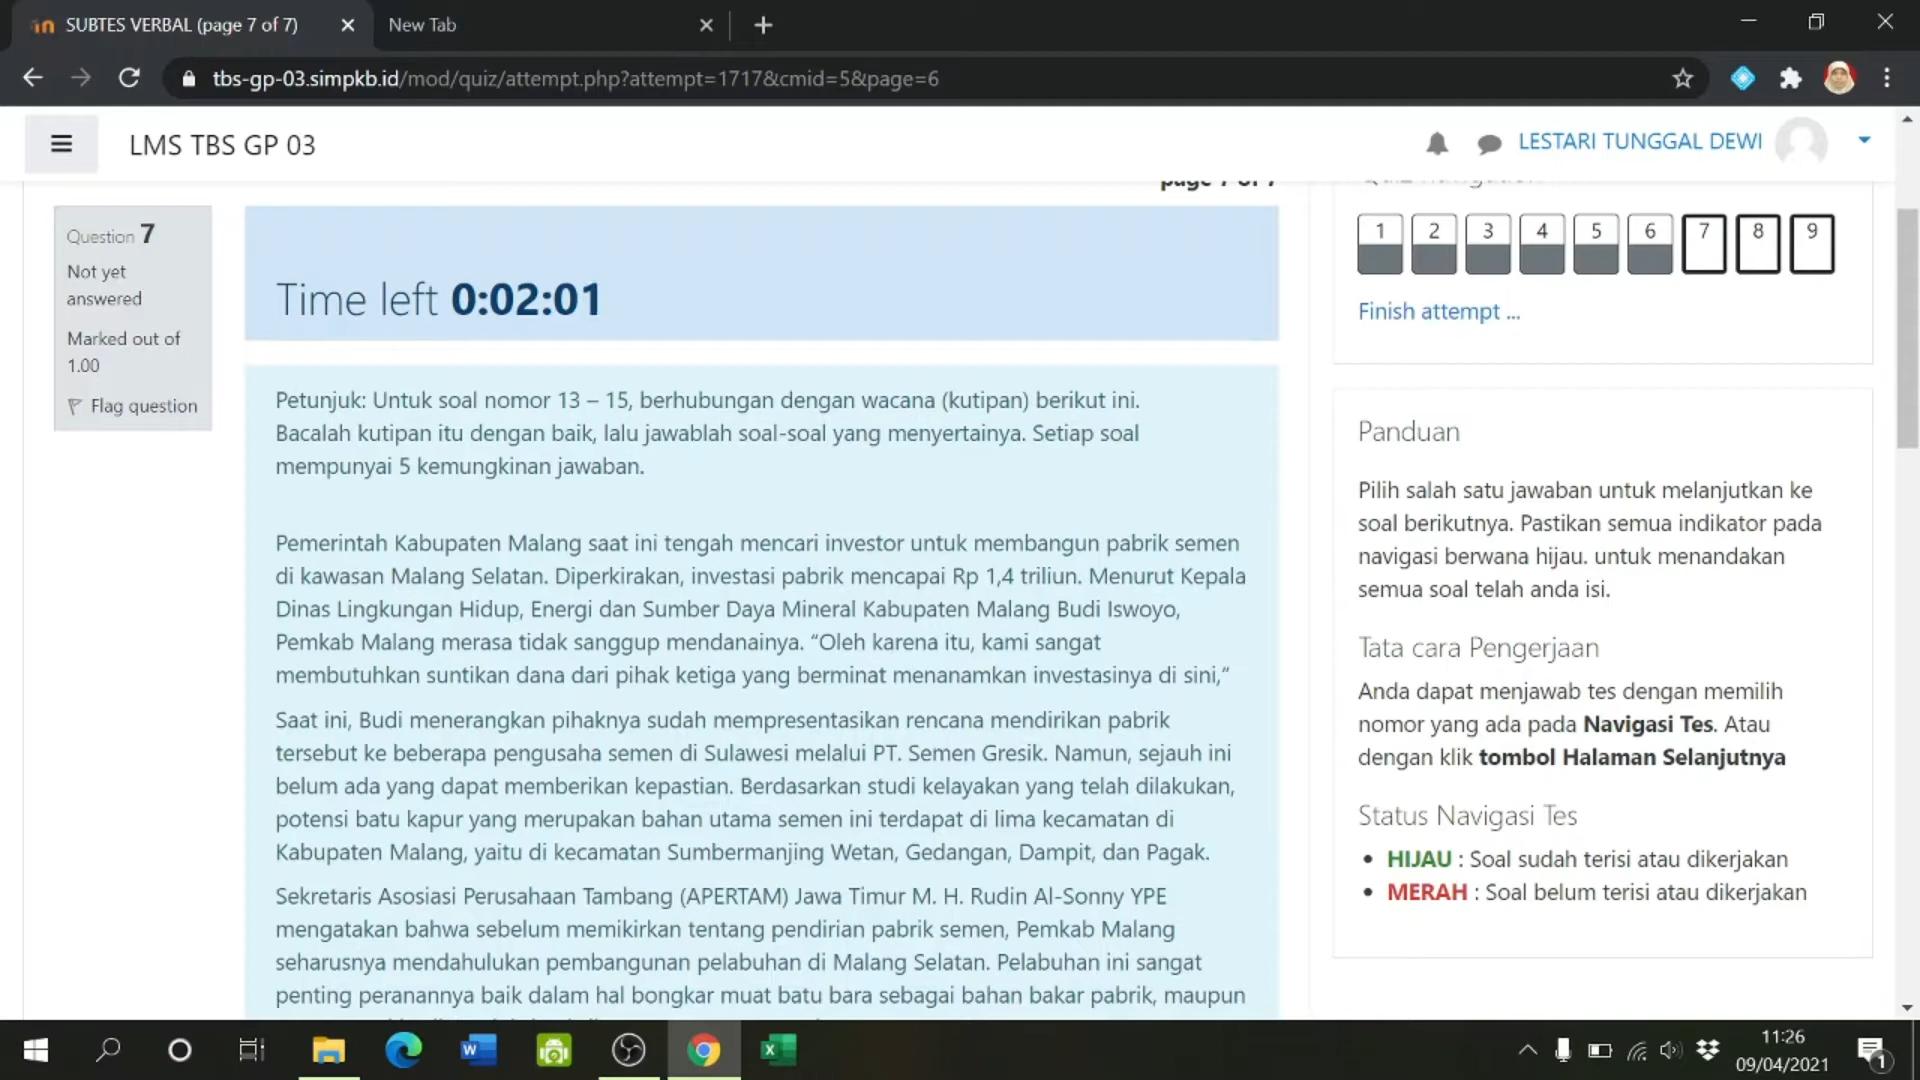 SUBTES VERBAL (page 7 of 7)
New Tab
tbs-gp-03.simpkb.id/mod/quiz/attempt.php?attempt=1717&cmid=5&page=6
LMS TBS GP 03
LESTARI TUNGGAL DEWI
page 7 of 7
Question 7
Not yet
answered
Marked out of
1.00
Flag question
Time left 0:02:01
Petunjuk: Untuk soal nomor 13 – 15, berhubungan dengan wacana (kutipan) berikut ini.
Bacalah kutipan itu dengan baik, lalu jawablah soal-soal yang menyertainya. Setiap soal
mempunyai 5 kemungkinan jawaban.
Pemerintah Kabupaten Malang saat ini tengah mencari investor untuk membangun pabrik semen
di kawasan Malang Selatan. Diperkirakan, investasi pabrik mencapai Rp 1,4 triliun. Menurut Kepala
Dinas Lingkungan Hidup, Energi dan Sumber Daya Mineral Kabupaten Malang Budi Iswoyo,
Pemkab Malang merasa tidak sanggup mendanainya. “Oleh karena itu, kami sangat
membutuhkan suntikan dana dari pihak ketiga yang berminat menanamkan investasinya di sini,“
Saat ini, Budi menerangkan pihaknya sudah mempresentasikan rencana mendirikan pabrik
tersebut ke beberapa pengusaha semen di Sulawesi melalui PT. Semen Gresik. Namun, sejauh ini
belum ada yang dapat memberikan kepastian. Berdasarkan studi kelayakan yang telah dilakukan,
potensi batu kapur yang merupakan bahan utama semen ini terdapat di lima kecamatan di
Kabupaten Malang, yaitu di kecamatan Sumbermanjing Wetan, Gedangan, Dampit, dan Pagak.
Sekretaris Asosiasi Perusahaan Tambang (APERTAM) Jawa Timur M. H. Rudin Al-Sonny YPE
mengatakan bahwa sebelum memikirkan tentang pendirian pabrik semen, Pemkab Malang
seharusnya mendahulukan pembangunan pelabuhan di Malang Selatan. Pelabuhan ini sangat
penting peranannya baik dalam hal bongkar muat batu bara sebagai bahan bakar pabrik, maupun
1 2 3 4 5 6 7 8 9
Finish attempt ...
Panduan
Pilih salah satu jawaban untuk melanjutkan ke
soal berikutnya. Pastikan semua indikator pada
navigasi berwana hijau. untuk menandakan
semua soal telah anda isi.
Tata cara Pengerjaan
Anda dapat menjawab tes dengan memilih
nomor yang ada pada Navigasi Tes. Atau
dengan klik tombol Halaman Selanjutnya
Status Navigasi Tes
HIJAU : Soal sudah terisi atau dikerjakan
MERAH : Soal belum terisi atau dikerjakan
11:26
09/04/2021
1